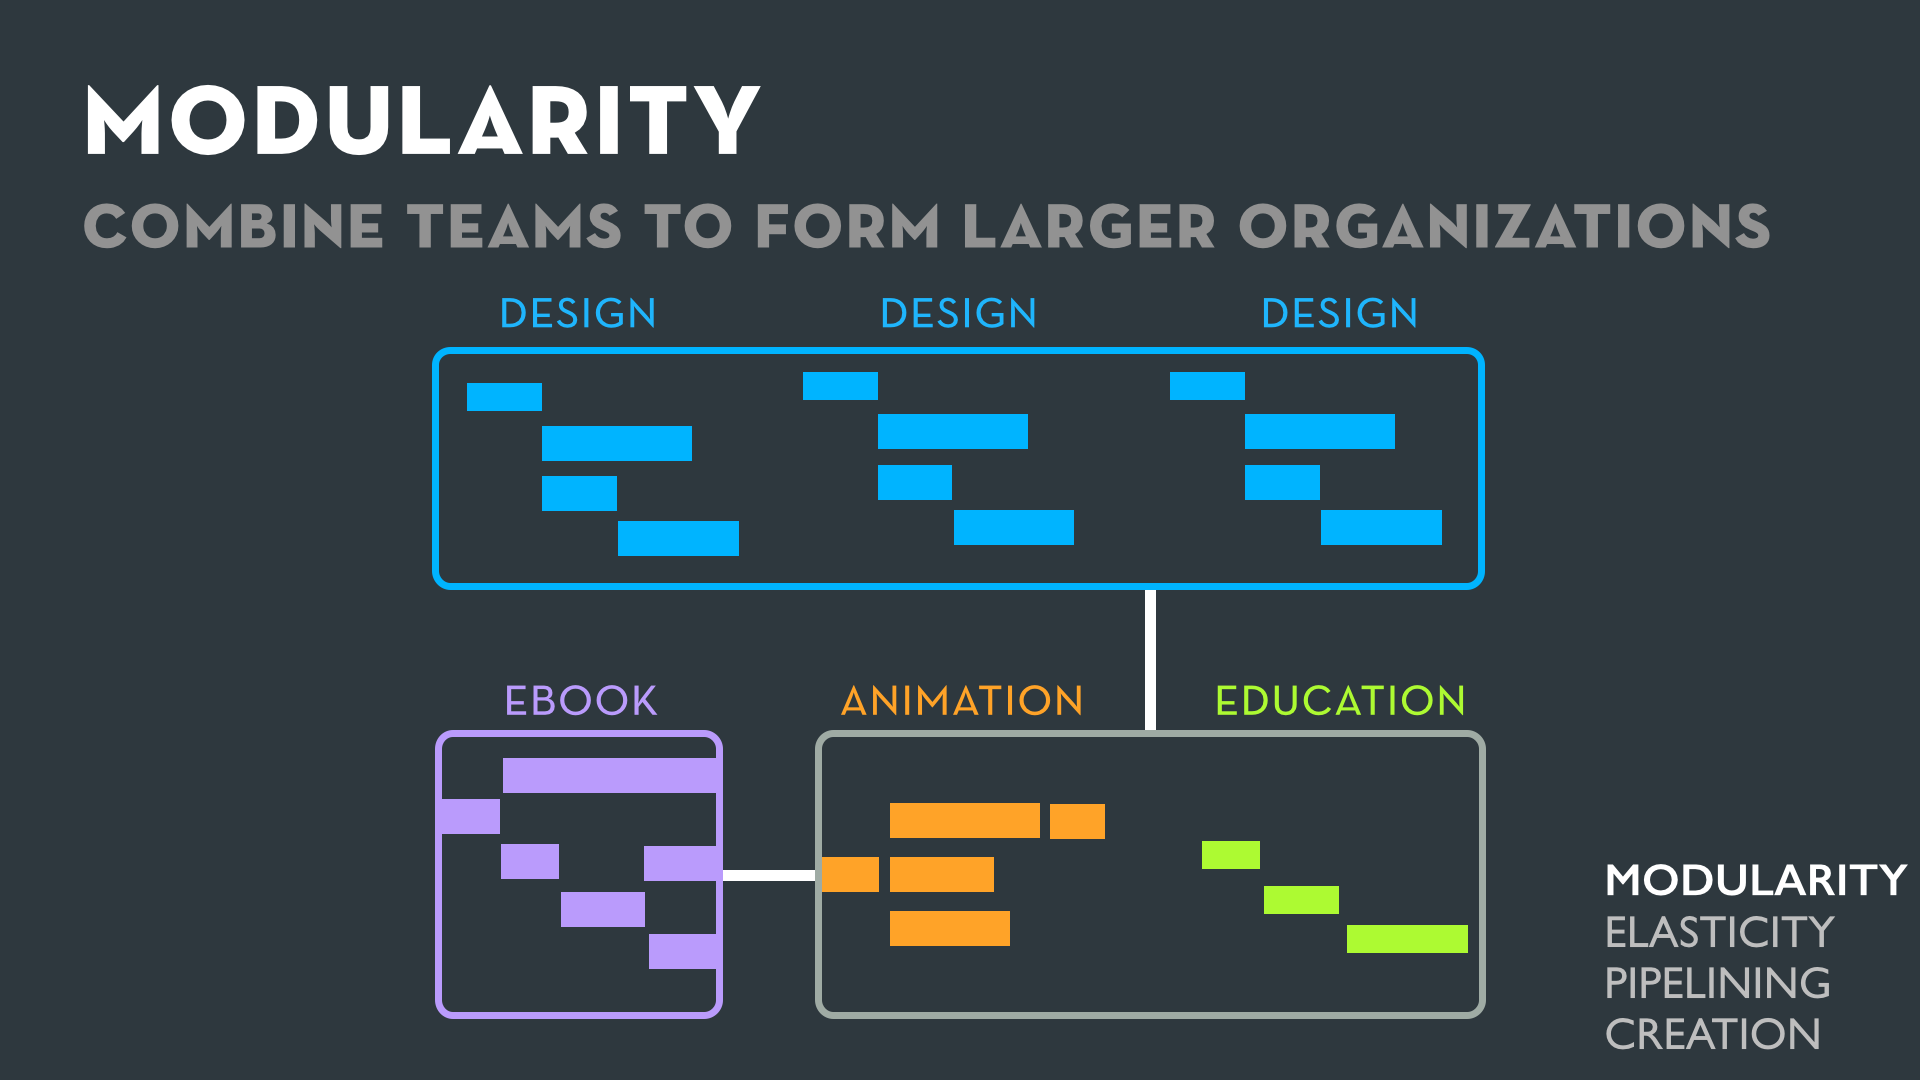 MODULARITY
COMBINE TEAMS TO FORM LARGER ORGANIZATIONS
DESIGN DESIGN DESIGN
EBOOK ANIMATION EDUCATION
MODULARITY
ELASTICITY
PIPELINING
CREATION